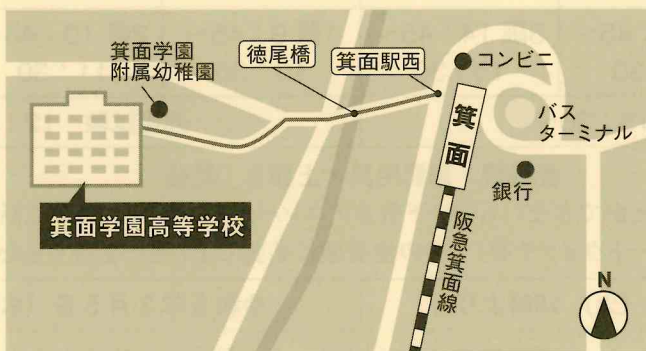 箕面学園
附属幼稚園
徳尾橋
箕面駅西
コンビニ
箕面
バス
ターミナル
銀行
阪急箕面線
箕面学園高等学校
N